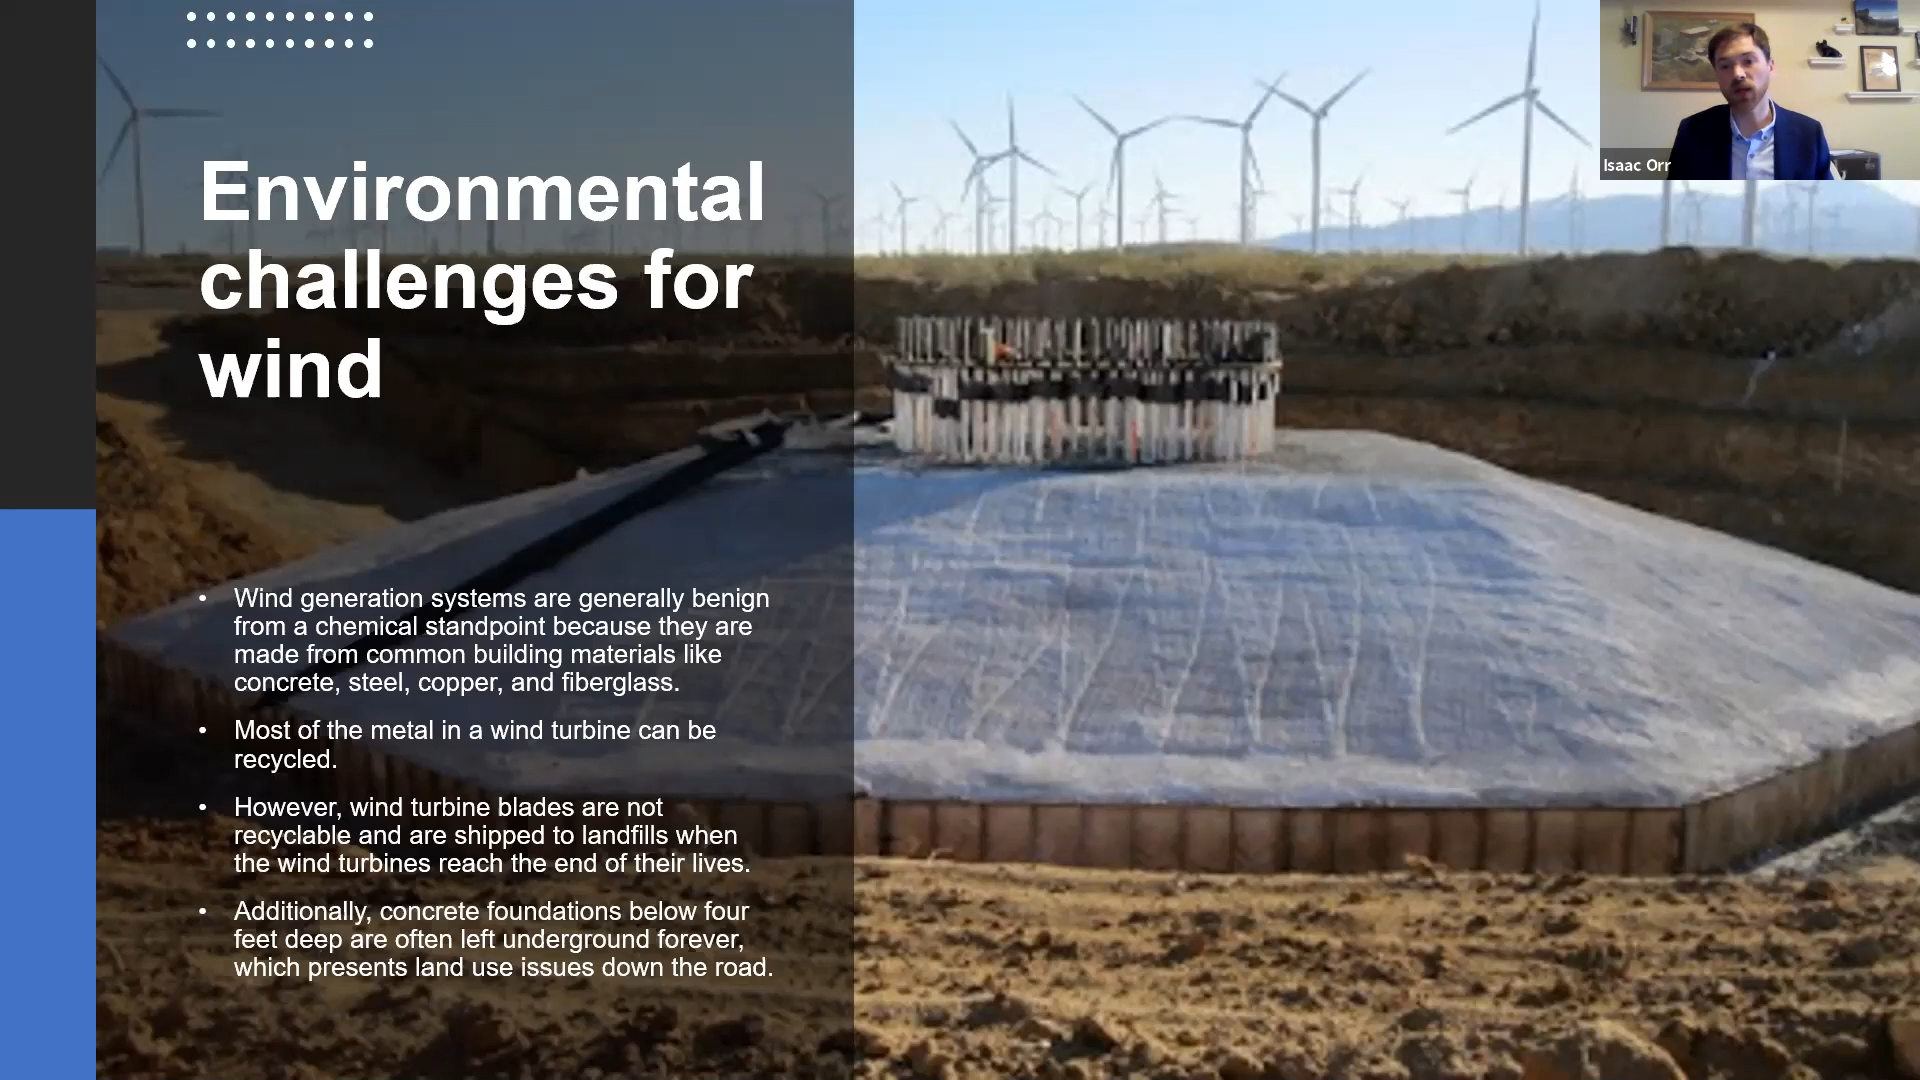 Environmental
challenges for
wind
• Wind generation systems are generally benign
from a chemical standpoint because they are
made from common building materials like
concrete, steel, copper, and fiberglass.
• Most of the metal in a wind turbine can be
recycled.
• However, wind turbine blades are not
recyclable and are shipped to landfills when
the wind turbines reach the end of their lives.
• Additionally, concrete foundations below four
feet deep are often left underground forever,
which presents land use issues down the road.
Isaac Orr